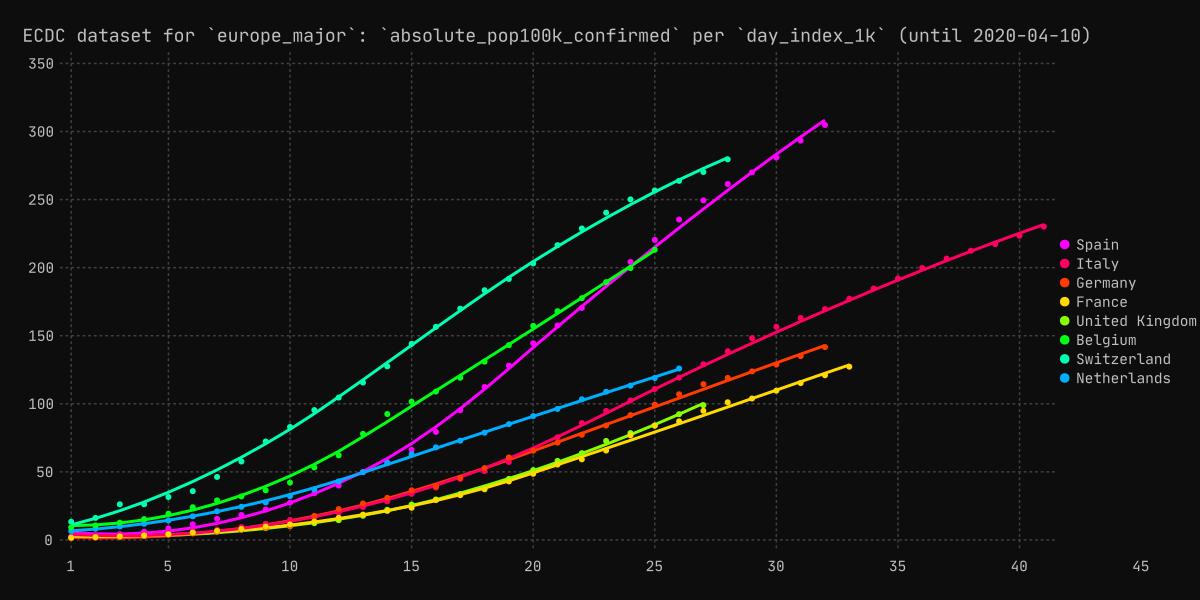 ECDC dataset for `europe_major`: `absolute_pop100k_confirmed` per `day_index_1k` (until 2020-04-10)
350
300
250
200
150
100
50
0
1 5 10 15 20 25 30 35 40 45
Spain
Italy
Germany
France
United Kingdom
Belgium
Switzerland
Netherlands